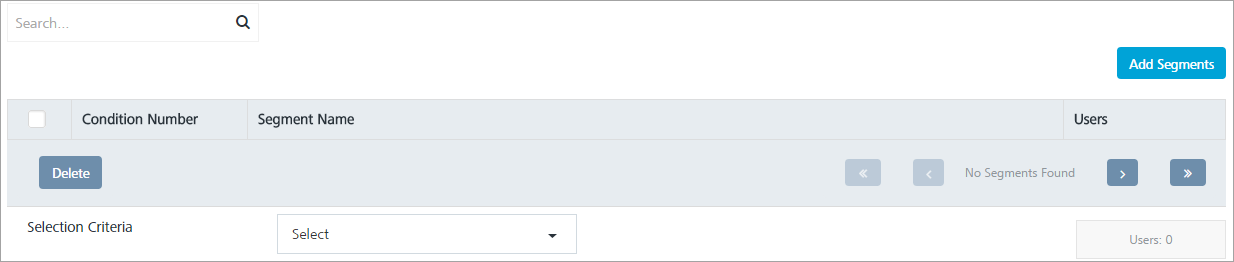 Search...
Add Segments
Condition Number Segment Name Users
Delete « ‹ No Segments Found › »
Selection Criteria Select Users: 0